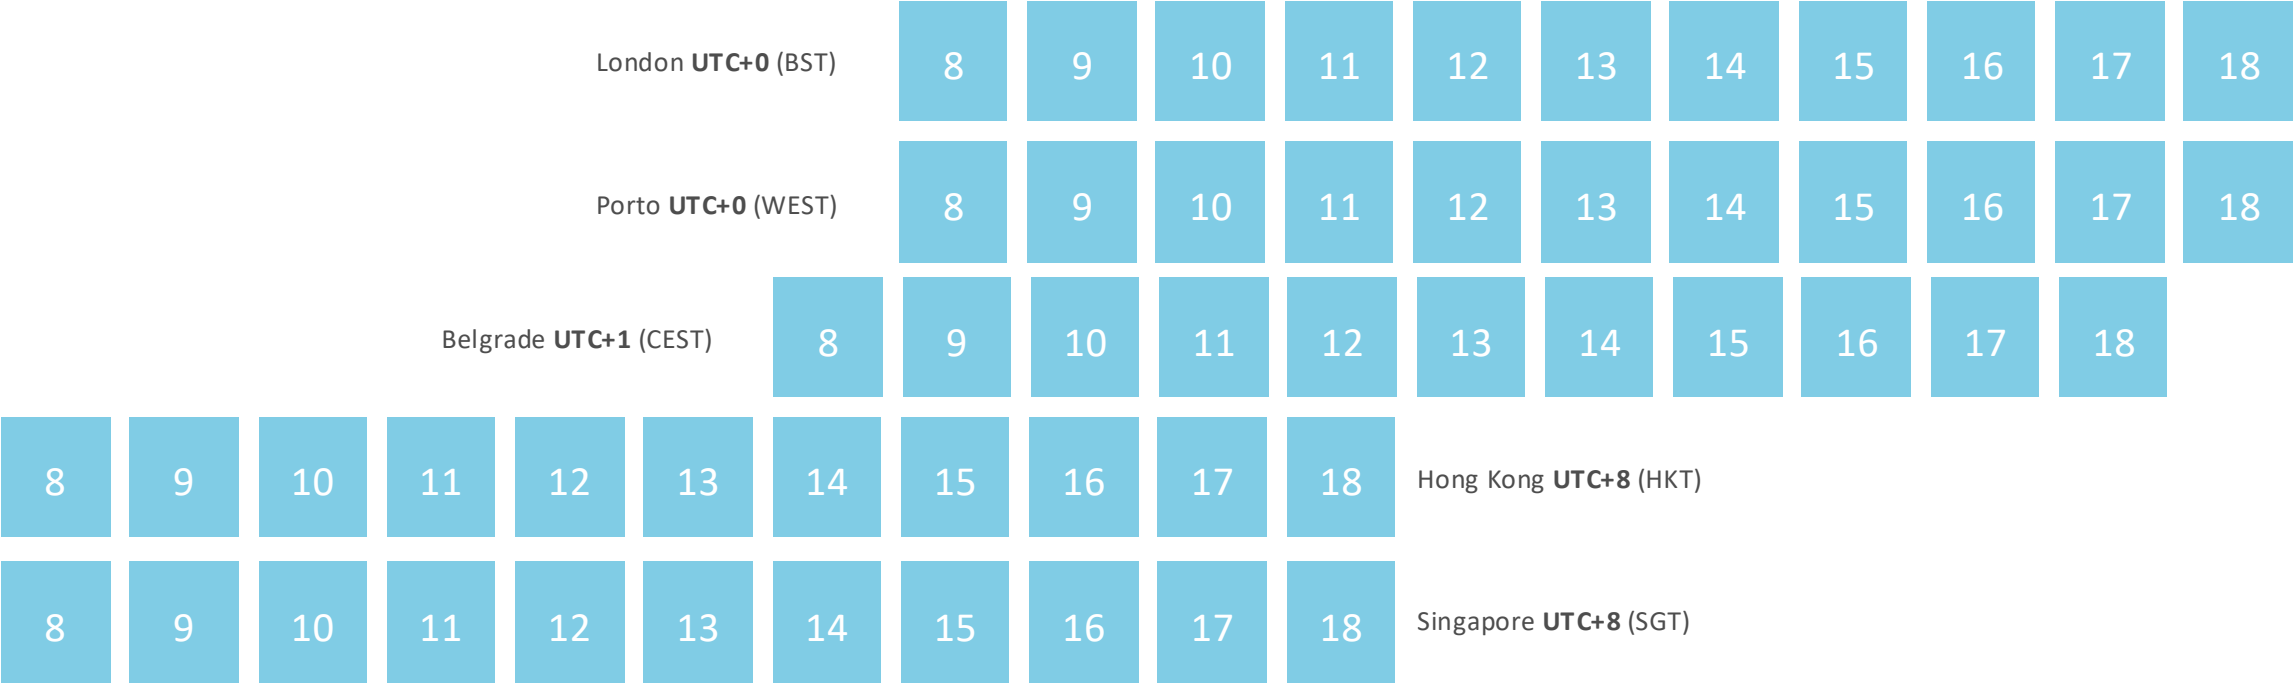 London UTC+0 (BST) 8 9 10 11 12 13 14 15 16 17 18
Porto UTC+0 (WEST) 8 9 10 11 12 13 14 15 16 17 18
Belgrade UTC+1 (CEST) 8 9 10 11 12 13 14 15 16 17 18
8 9 10 11 12 13 14 15 16 17 18 Hong Kong UTC+8 (HKT)
8 9 10 11 12 13 14 15 16 17 18 Singapore UTC+8 (SGT)